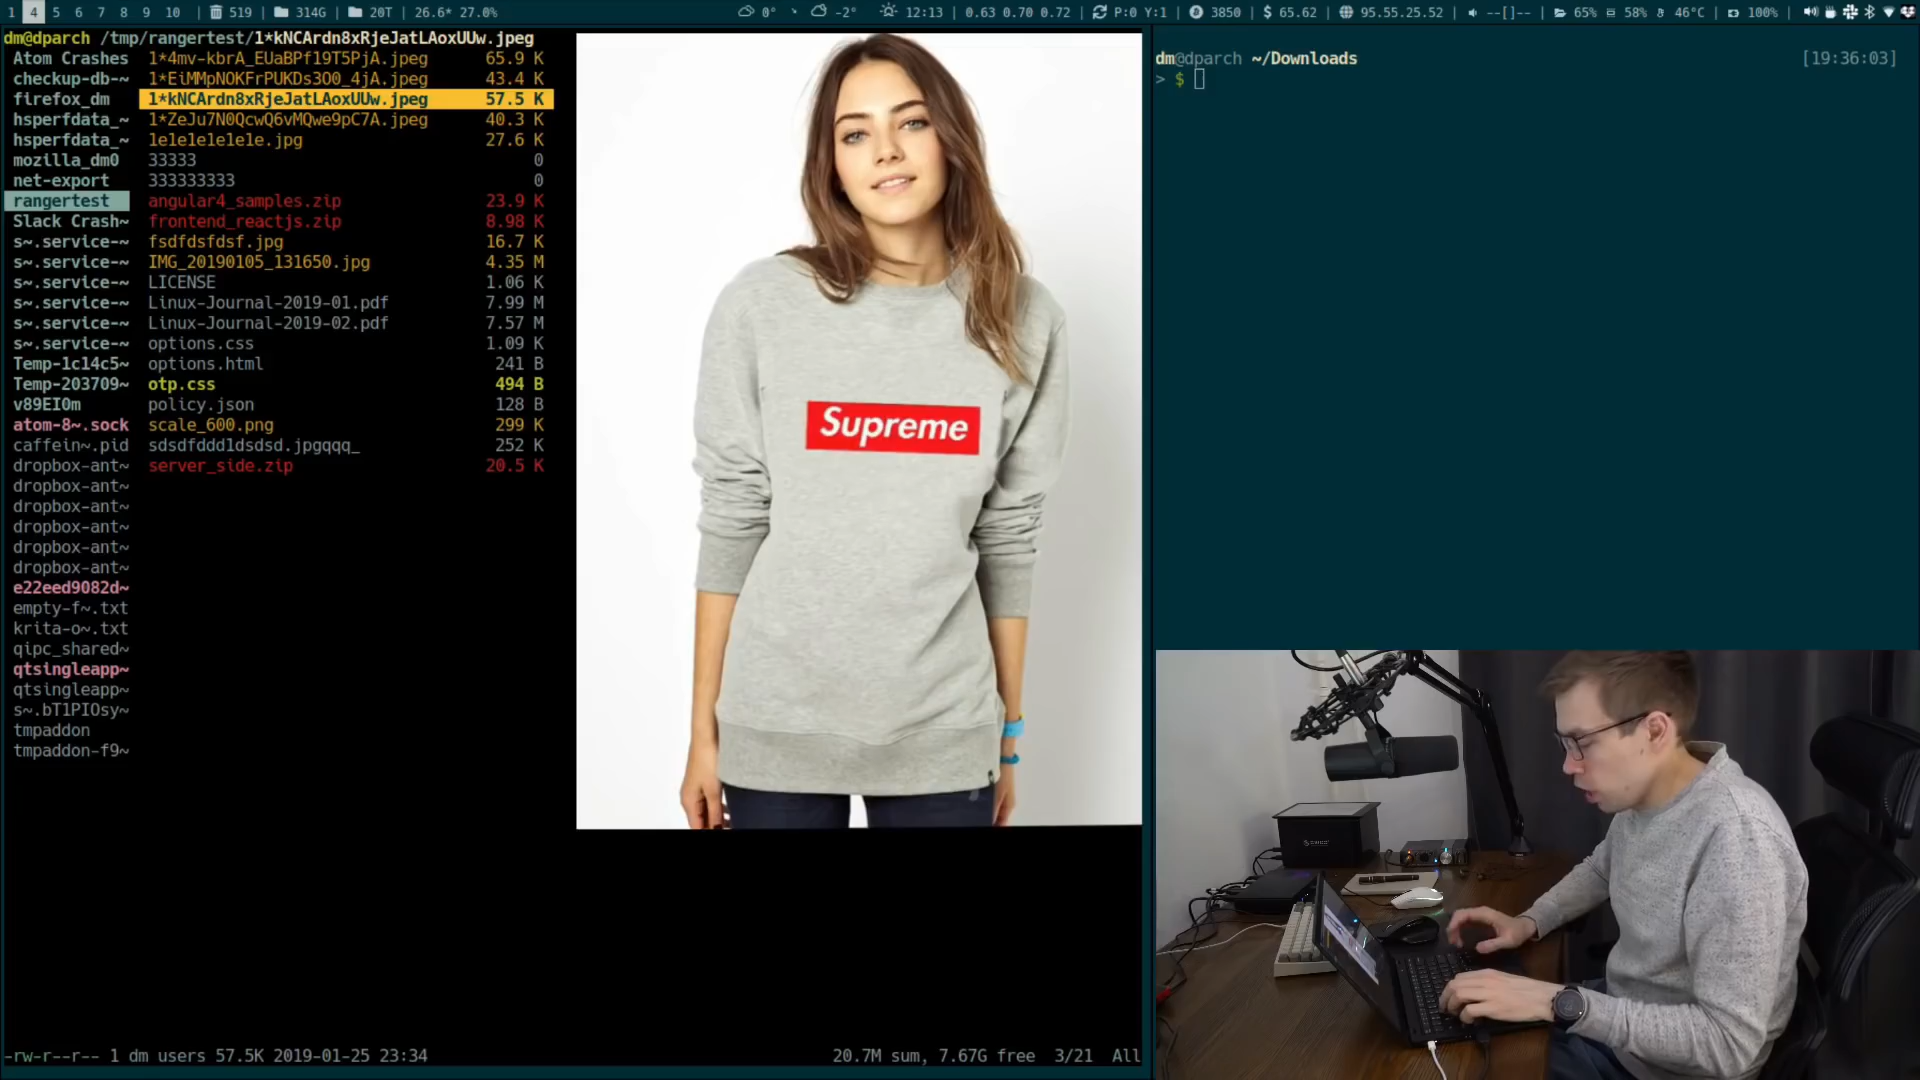 1 4 5 6 7 8 9 10 | 519 | 314G | 20T | 26.6* 27.0% 0° -2° 12:13 | 0.63 0.70 0.72 | P:0 Y:1 | 3850 | $ 65.62 | 95.55.25.52 | --[]-- | 65% 58% 46°C | 100% |
dm@dparch /tmp/rangertest/1*kNCArdn8xRjeJatLAoxUUw.jpeg
Atom Crashes 1*4mv-kbrA_EUaBPf19T5PjA.jpeg 65.9 K
checkup-db-~ 1*EiMMpNOKFrPUKDs3O0_4jA.jpeg 43.4 K
firefox_dm 1*kNCArdn8xRjeJatLAoxUUw.jpeg 57.5 K
hsperfdata_~ 1*ZeJu7N0QcwQ6vMQwe9pC7A.jpeg 40.3 K
hsperfdata_~ 1e1e1e1e1e1e.jpg 27.6 K
mozilla_dm0 33333 0
net-export 333333333 0
rangertest angular4_samples.zip 23.9 K
Slack Crash~ frontend_reactjs.zip 8.98 K
s~.service-~ fsdfdsfdsf.jpg 16.7 K
s~.service-~ IMG_20190105_131650.jpg 4.35 M
s~.service-~ LICENSE 1.06 K
s~.service-~ Linux-Journal-2019-01.pdf 7.99 M
s~.service-~ Linux-Journal-2019-02.pdf 7.57 M
s~.service-~ options.css 1.09 K
Temp-1c14c5~ options.html 241 B
Temp-203709~ otp.css 494 B
v89EI0m policy.json 128 B
atom-8~.sock scale_600.png 299 K
caffein~.pid sdsdfddd1dsdsd.jpgqqq_ 252 K
dropbox-ant~ server_side.zip 20.5 K
dropbox-ant~
dropbox-ant~
dropbox-ant~
dropbox-ant~
dropbox-ant~
e22eed9082d~
empty-f~.txt
krita-o~.txt
qipc_shared~
qtsingleapp~
qtsingleapp~
s~.bT1PIOsy~
tmpaddon
tmpaddon-f9~
-rw-r--r-- 1 dm users 57.5K 2019-01-25 23:34 20.7M sum, 7.67G free 3/21 All
Supreme
dm@dparch ~/Downloads [19:36:03]
> $